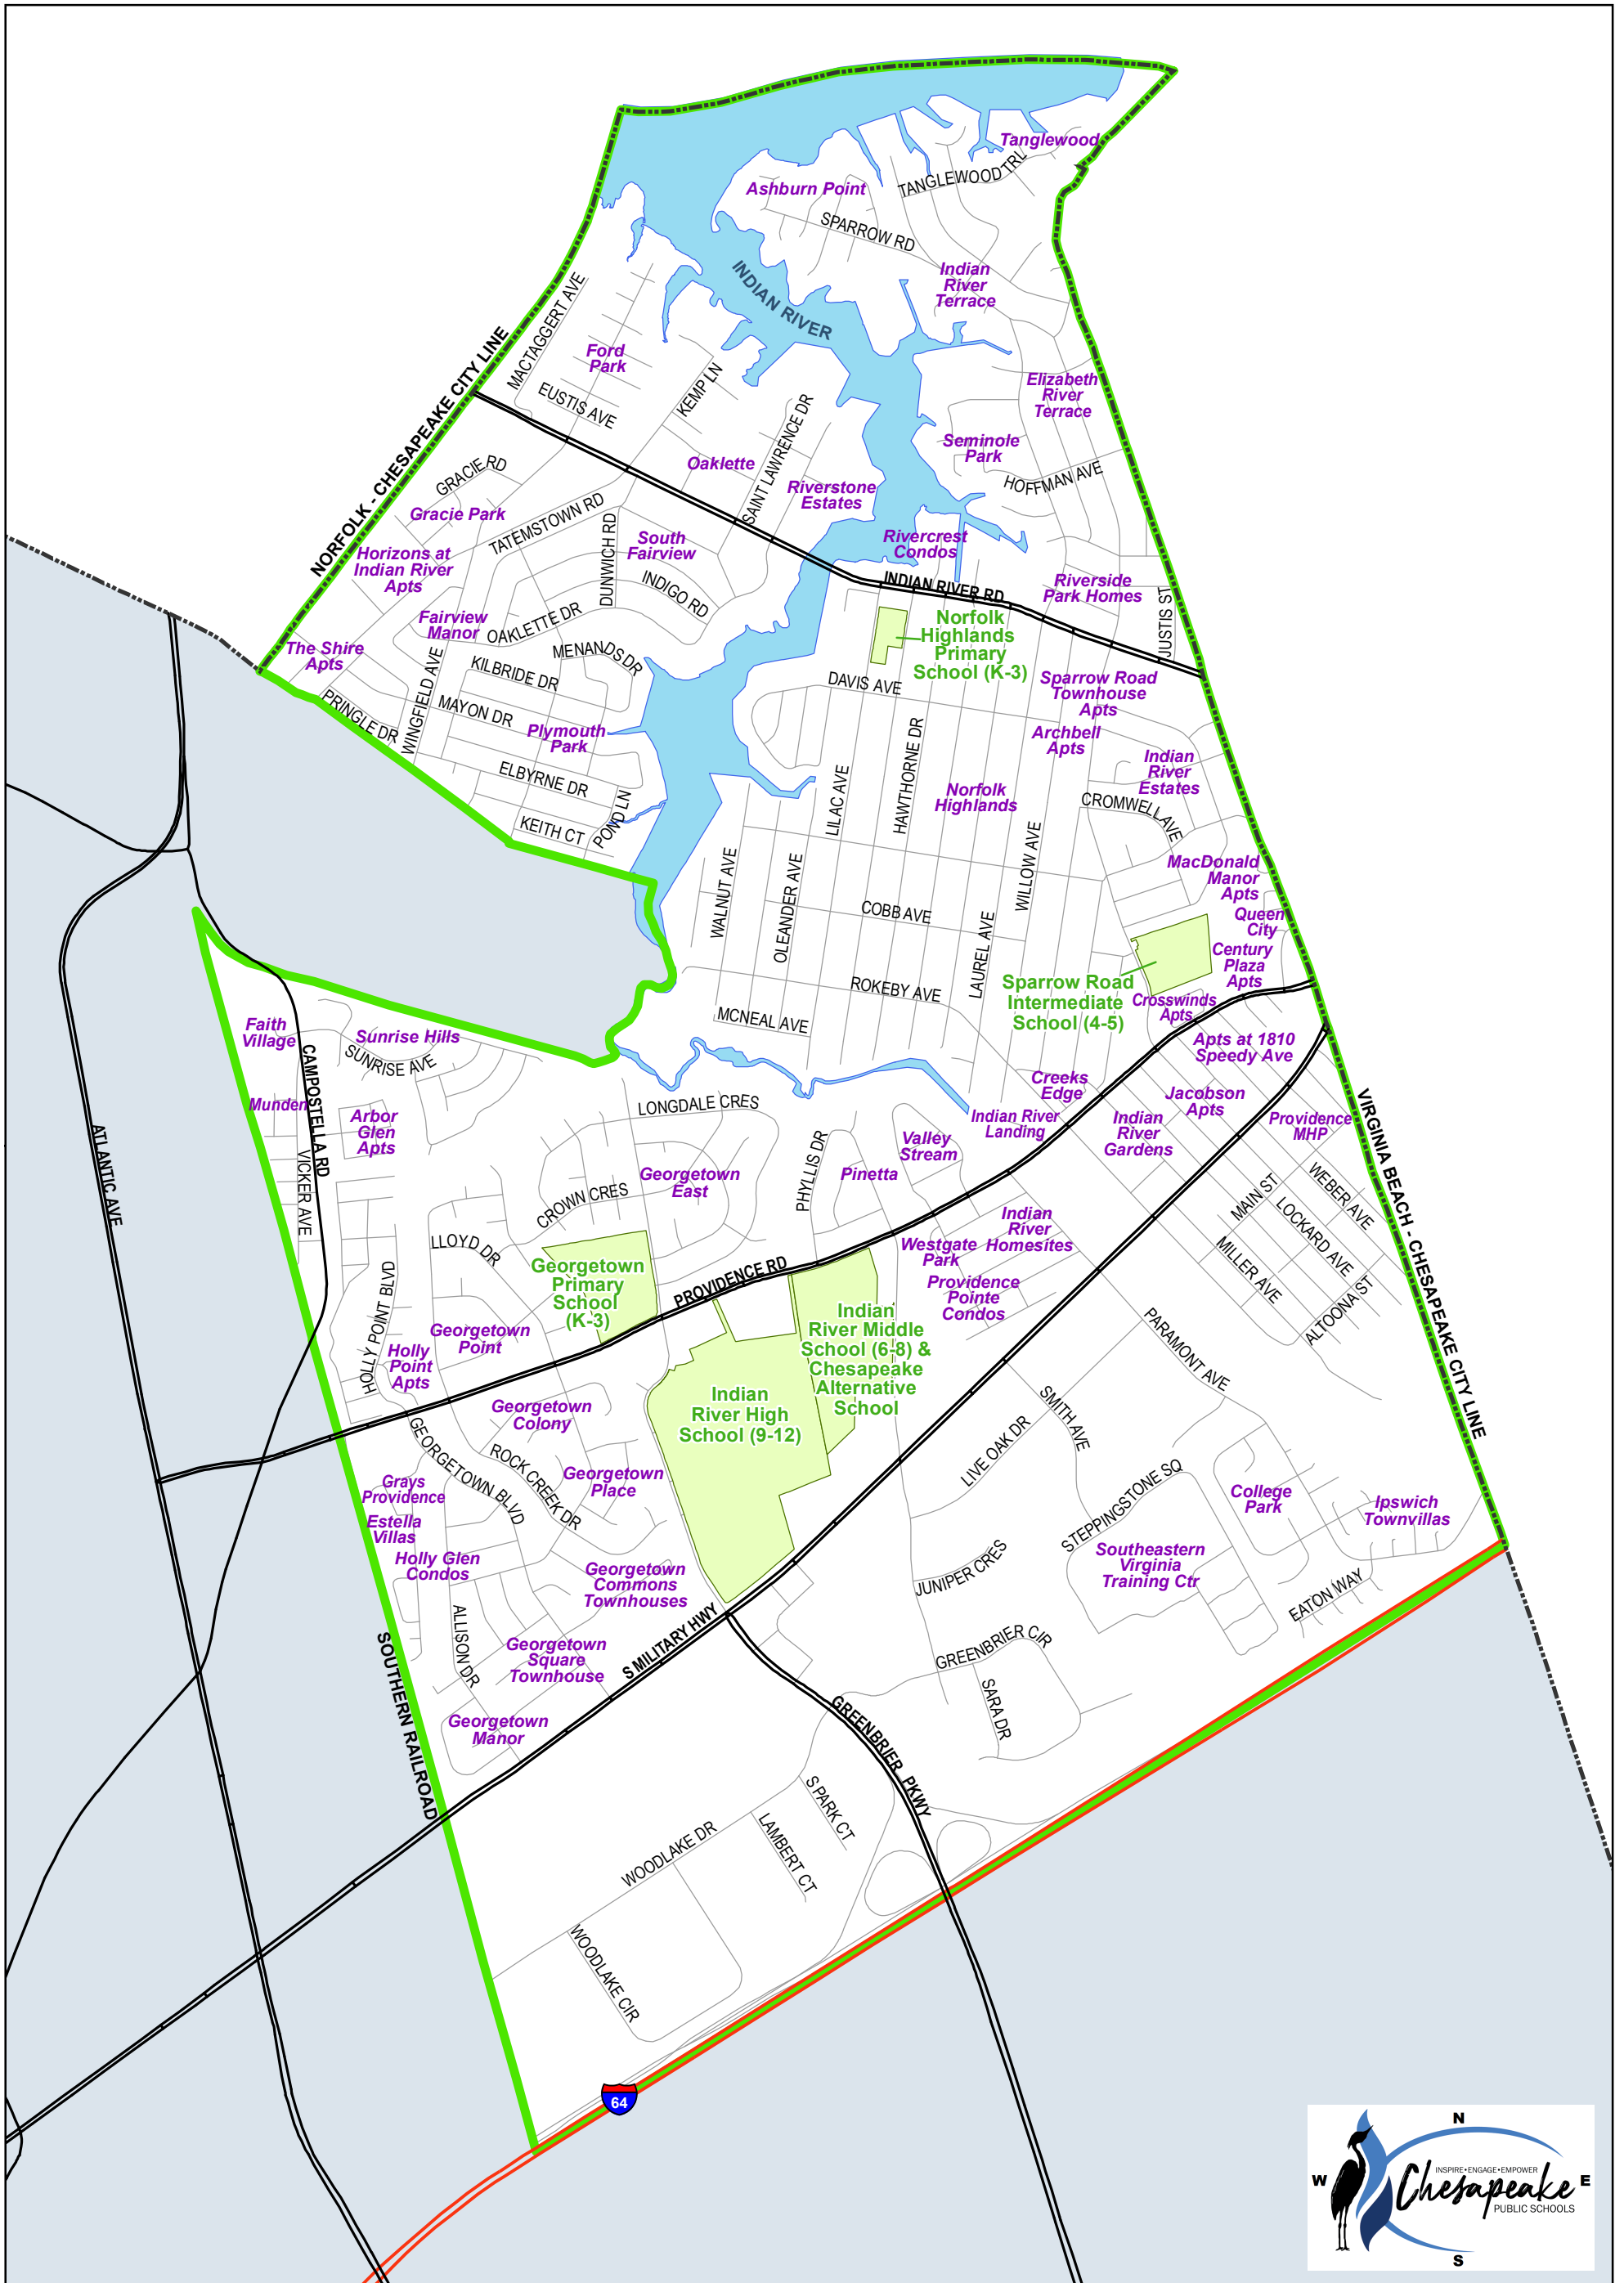 Tanglewood
TANGLEWOOD TRL
Ashburn Point
SPARROW RD
INDIAN RIVER
Indian
River
Terrace
MACTAGGERT AVE
Ford
Park
EUSTIS AVE
KEMP LN
NORFOLK - CHESAPEAKE CITY LINE
Elizabeth
River
Terrace
Seminole
Park
HOFFMAN AVE
Oaklette
SAINT LAWRENCE DR
Riverstone
Estates
GRACIE RD
Gracie Park
TATEMSTOWN RD
Horizons at
Indian River
Apts
DUNWICH RD
South
Fairview
INDIGO RD
Rivercrest
Condos
INDIAN RIVER RD
Riverside
Park Homes
JUSTIS ST
Fairview
Manor
OAKLETTE DR
The Shire
Apts
MENANDS DR
KILBRIDE DR
WINGFIELD AVE
PRINGLE DR
MAYON DR
Plymouth
Park
ELBYRNE DR
KEITH CT
POND LN
Norfolk
Highlands
Primary
School (K-3)
DAVIS AVE
Sparrow Road
Townhouse
Apts
Archbell
Apts
Indian
River
Estates
HAWTHORNE DR
LILAC AVE
Norfolk
Highlands
CROMWELL AVE
WILLOW AVE
WALNUT AVE
OLEANDER AVE
COBB AVE
LAUREL AVE
MacDonald
Manor
Apts
Queen
City
Century
Plaza
Apts
ROKEBY AVE
MCNEAL AVE
Sparrow Road
Intermediate
School (4-5)
Crosswinds
Apts
Apts at 1810
Speedy Ave
Faith
Village
Sunrise Hills
SUNRISE AVE
CAMPOSTELLA RD
Munden
Arbor
Glen
Apts
VICKER AVE
ATLANTIC AVE
LONGDALE CRES
Georgetown
East
CROWN CRES
PHYLLIS DR
Pinetta
Valley
Stream
Creeks
Edge
Indian River
Landing
Jacobson
Apts
Indian
River
Gardens
Providence
MHP
VIRGINIA BEACH - CHESAPEAKE CITY LINE
WEBER AVE
MAIN ST
LOCKARD AVE
MILLER AVE
ALTOONA ST
LLOYD DR
HOLLY POINT BLVD
Georgetown
Primary
School
(K-3)
PROVIDENCE RD
Westgate
Park
Indian
River
Homesites
Providence
Pointe
Condos
Georgetown
Point
Holly
Point
Apts
Indian
River Middle
School (6-8) &
Chesapeake
Alternative
School
Indian
River High
School (9-12)
PARAMONT AVE
SMITH AVE
LIVE OAK DR
Georgetown
Colony
GEORGETOWN BLVD
ROCK CREEK DR
Georgetown
Place
Grays
Providence
Estella
Villas
Holly Glen
Condos
Georgetown
Commons
Townhouses
STEPPINGSTONE SQ
College
Park
Ipswich
Townvillas
Southeastern
Virginia
Training Ctr
JUNIPER CRES
EATON WAY
ALLISON DR
S MILITARY HWY
Georgetown
Square
Townhouse
Georgetown
Manor
SOUTHERN RAILROAD
GREENBRIER CIR
SARA DR
GREENBRIER PKWY
S PARK CT
LAMBERT CT
WOODLAKE DR
WOODLAKE CIR
64
N
W
E
S
INSPIRE•ENGAGE•EMPOWER
Chesapeake
PUBLIC SCHOOLS